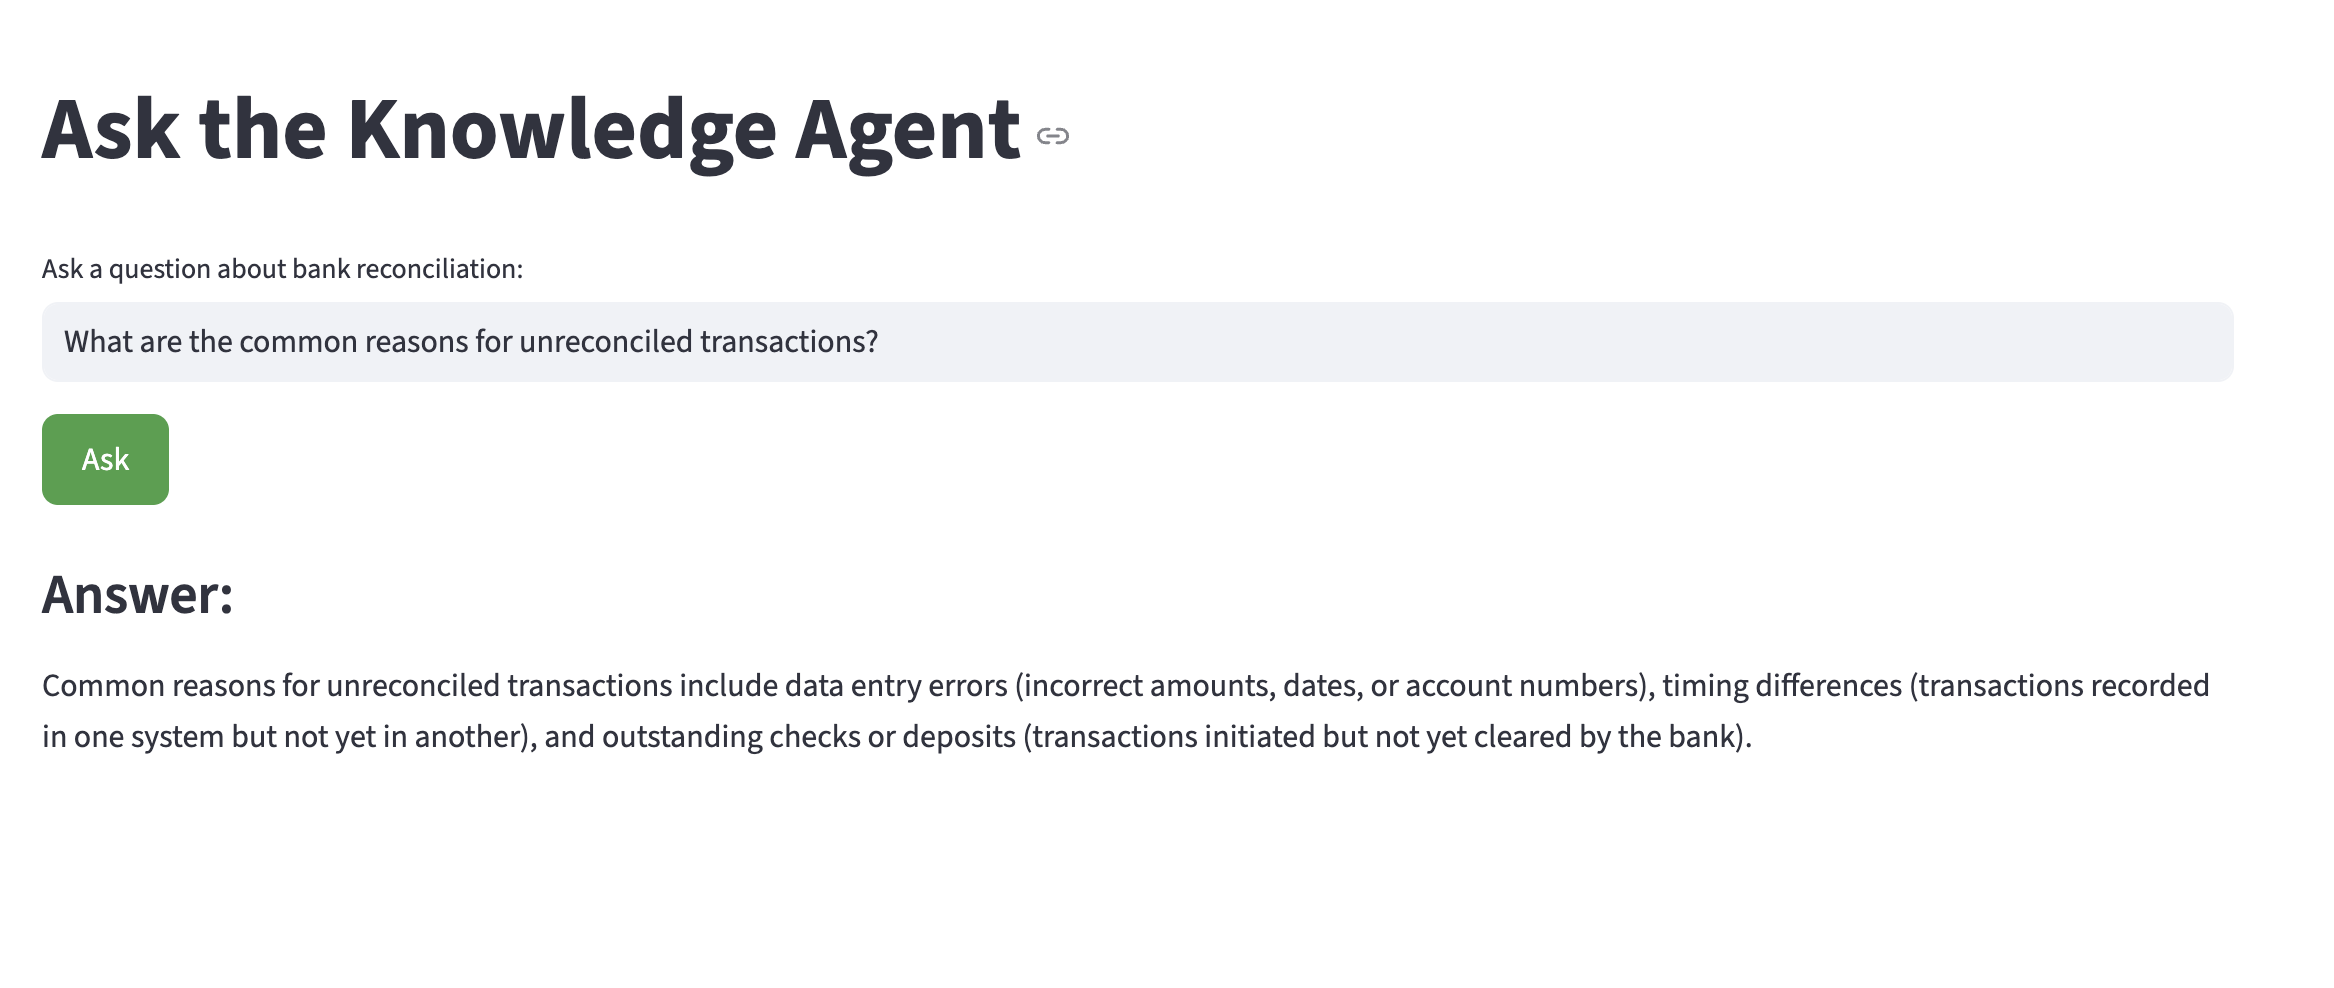 Ask the Knowledge Agent
Ask a question about bank reconciliation:
What are the common reasons for unreconciled transactions?
Ask
Answer:
Common reasons for unreconciled transactions include data entry errors (incorrect amounts, dates, or account numbers), timing differences (transactions recorded
in one system but not yet in another), and outstanding checks or deposits (transactions initiated but not yet cleared by the bank).